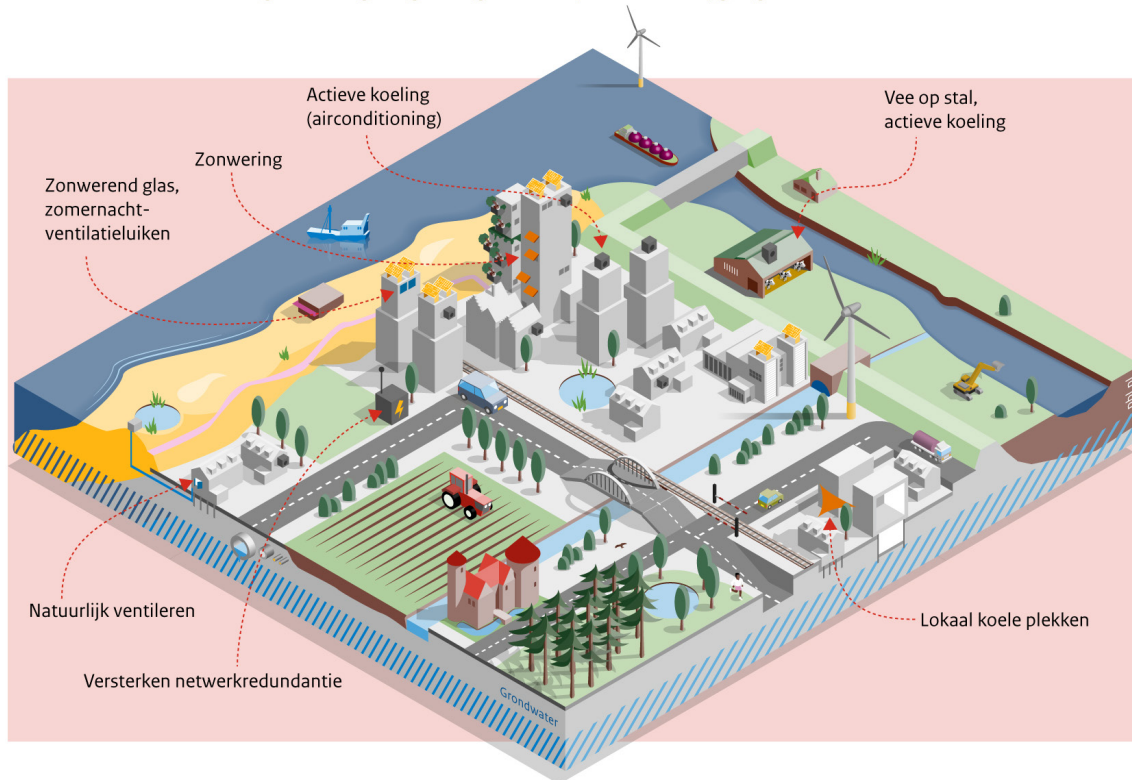 Actieve koeling
(airconditioning)
Vee op stal,
actieve koeling
Zonwering
Zonwerend glas,
zomernacht-
ventilatieluiken
Natuurlijk ventileren
Lokaal koele plekken
Versterken netwerkredundantie
Grondwater